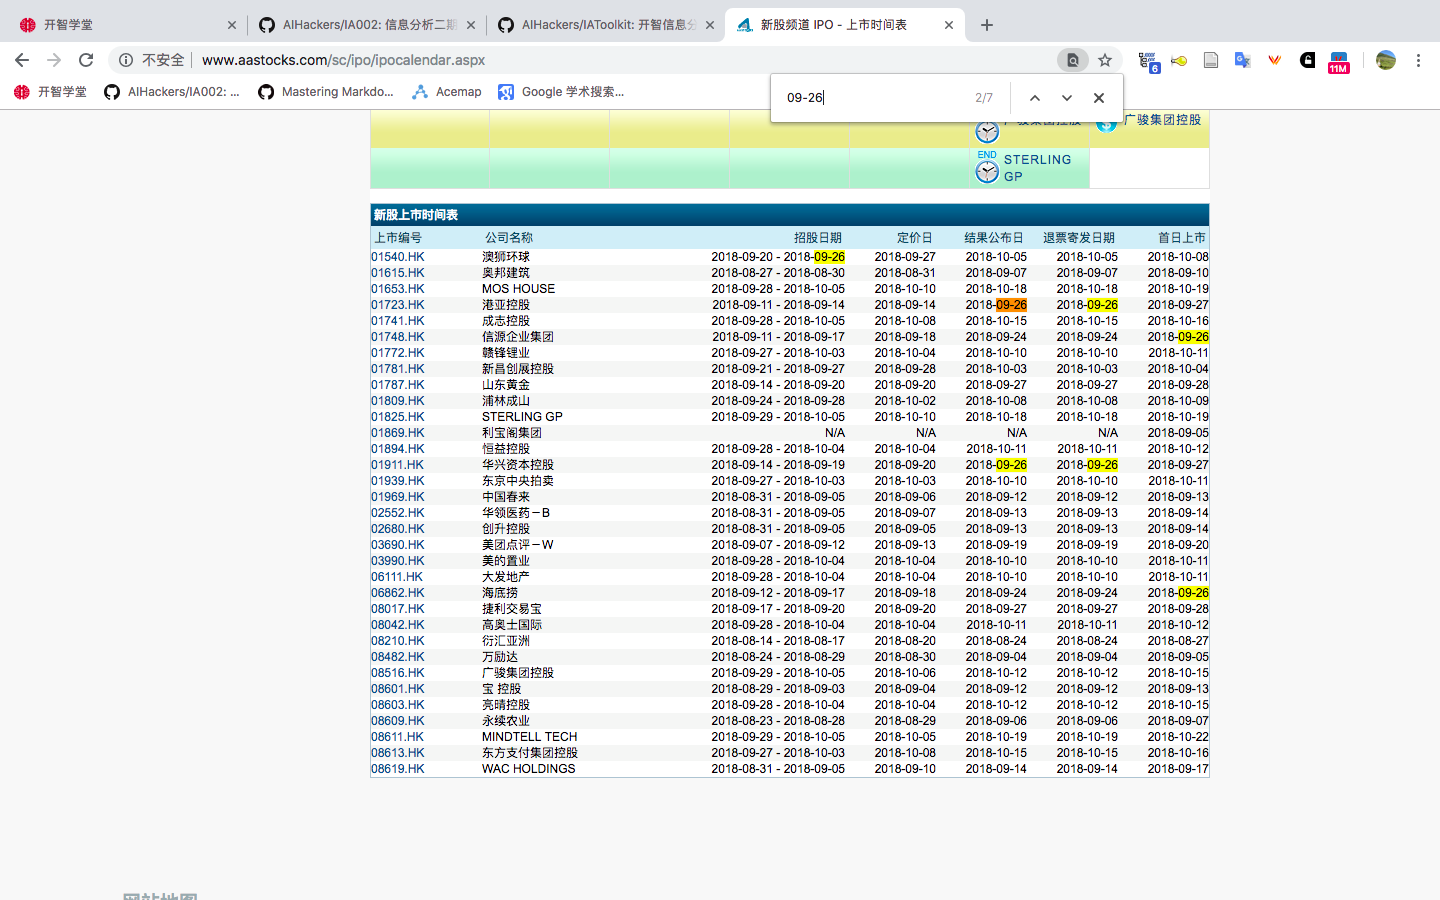 开智学堂
AIHackers/IA002: 信息分析二期
AIHackers/IAToolkit: 开智信息分
新股频道 IPO - 上市时间表
不安全 www.aastocks.com/sc/ipo/ipocalendar.aspx
6
11M
开智学堂
AIHackers/IA002: ...
Mastering Markdo...
Acemap
Google 学术搜索...
09-26 2/7
广骏集团控股 广骏集团控股
END STERLING
GP
新股上市时间表
上市编号 公司名称 招股日期 定价日 结果公布日 退票寄发日期 首日上市
01540.HK 澳狮环球 2018-09-20 - 2018-09-26 2018-09-27 2018-10-05 2018-10-05 2018-10-08
01615.HK 奥邦建筑 2018-08-27 - 2018-08-30 2018-08-31 2018-09-07 2018-09-07 2018-09-10
01653.HK MOS HOUSE 2018-09-28 - 2018-10-05 2018-10-10 2018-10-18 2018-10-18 2018-10-19
01723.HK 港亚控股 2018-09-11 - 2018-09-14 2018-09-14 2018-09-26 2018-09-26 2018-09-27
01741.HK 成志控股 2018-09-28 - 2018-10-05 2018-10-08 2018-10-15 2018-10-15 2018-10-16
01748.HK 信源企业集团 2018-09-11 - 2018-09-17 2018-09-18 2018-09-24 2018-09-24 2018-09-26
01772.HK 赣锋锂业 2018-09-27 - 2018-10-03 2018-10-04 2018-10-10 2018-10-10 2018-10-11
01781.HK 新昌创展控股 2018-09-21 - 2018-09-27 2018-09-28 2018-10-03 2018-10-03 2018-10-04
01787.HK 山东黄金 2018-09-14 - 2018-09-20 2018-09-20 2018-09-27 2018-09-27 2018-09-28
01809.HK 浦林成山 2018-09-24 - 2018-09-28 2018-10-02 2018-10-08 2018-10-08 2018-10-09
01825.HK STERLING GP 2018-09-29 - 2018-10-05 2018-10-10 2018-10-18 2018-10-18 2018-10-19
01869.HK 利宝阁集团 N/A N/A N/A N/A 2018-09-05
01894.HK 恒益控股 2018-09-28 - 2018-10-04 2018-10-04 2018-10-11 2018-10-11 2018-10-12
01911.HK 华兴资本控股 2018-09-14 - 2018-09-19 2018-09-20 2018-09-26 2018-09-26 2018-09-27
01939.HK 东京中央拍卖 2018-09-27 - 2018-10-03 2018-10-03 2018-10-10 2018-10-10 2018-10-11
01969.HK 中国春来 2018-08-31 - 2018-09-05 2018-09-06 2018-09-12 2018-09-12 2018-09-13
02552.HK 华领医药－B 2018-08-31 - 2018-09-05 2018-09-07 2018-09-13 2018-09-13 2018-09-14
02680.HK 创升控股 2018-08-31 - 2018-09-05 2018-09-05 2018-09-13 2018-09-13 2018-09-14
03690.HK 美团点评－W 2018-09-07 - 2018-09-12 2018-09-13 2018-09-19 2018-09-19 2018-09-20
03990.HK 美的置业 2018-09-28 - 2018-10-04 2018-10-04 2018-10-10 2018-10-10 2018-10-11
06111.HK 大发地产 2018-09-28 - 2018-10-04 2018-10-04 2018-10-10 2018-10-10 2018-10-11
06862.HK 海底捞 2018-09-12 - 2018-09-17 2018-09-18 2018-09-24 2018-09-24 2018-09-26
08017.HK 捷利交易宝 2018-09-17 - 2018-09-20 2018-09-20 2018-09-27 2018-09-27 2018-09-28
08042.HK 高奥士国际 2018-09-28 - 2018-10-04 2018-10-04 2018-10-11 2018-10-11 2018-10-12
08210.HK 衍汇亚洲 2018-08-14 - 2018-08-17 2018-08-20 2018-08-24 2018-08-24 2018-08-27
08482.HK 万励达 2018-08-24 - 2018-08-29 2018-08-30 2018-09-04 2018-09-04 2018-09-05
08516.HK 广骏集团控股 2018-09-29 - 2018-10-05 2018-10-06 2018-10-12 2018-10-12 2018-10-15
08601.HK 宝 控股 2018-08-29 - 2018-09-03 2018-09-04 2018-09-12 2018-09-12 2018-09-13
08603.HK 亮晴控股 2018-09-28 - 2018-10-04 2018-10-04 2018-10-12 2018-10-12 2018-10-15
08609.HK 永续农业 2018-08-23 - 2018-08-28 2018-08-29 2018-09-06 2018-09-06 2018-09-07
08611.HK MINDTELL TECH 2018-09-29 - 2018-10-05 2018-10-05 2018-10-19 2018-10-19 2018-10-22
08613.HK 东方支付集团控股 2018-09-27 - 2018-10-03 2018-10-08 2018-10-15 2018-10-15 2018-10-16
08619.HK WAC HOLDINGS 2018-08-31 - 2018-09-05 2018-09-10 2018-09-14 2018-09-14 2018-09-17
网站地图